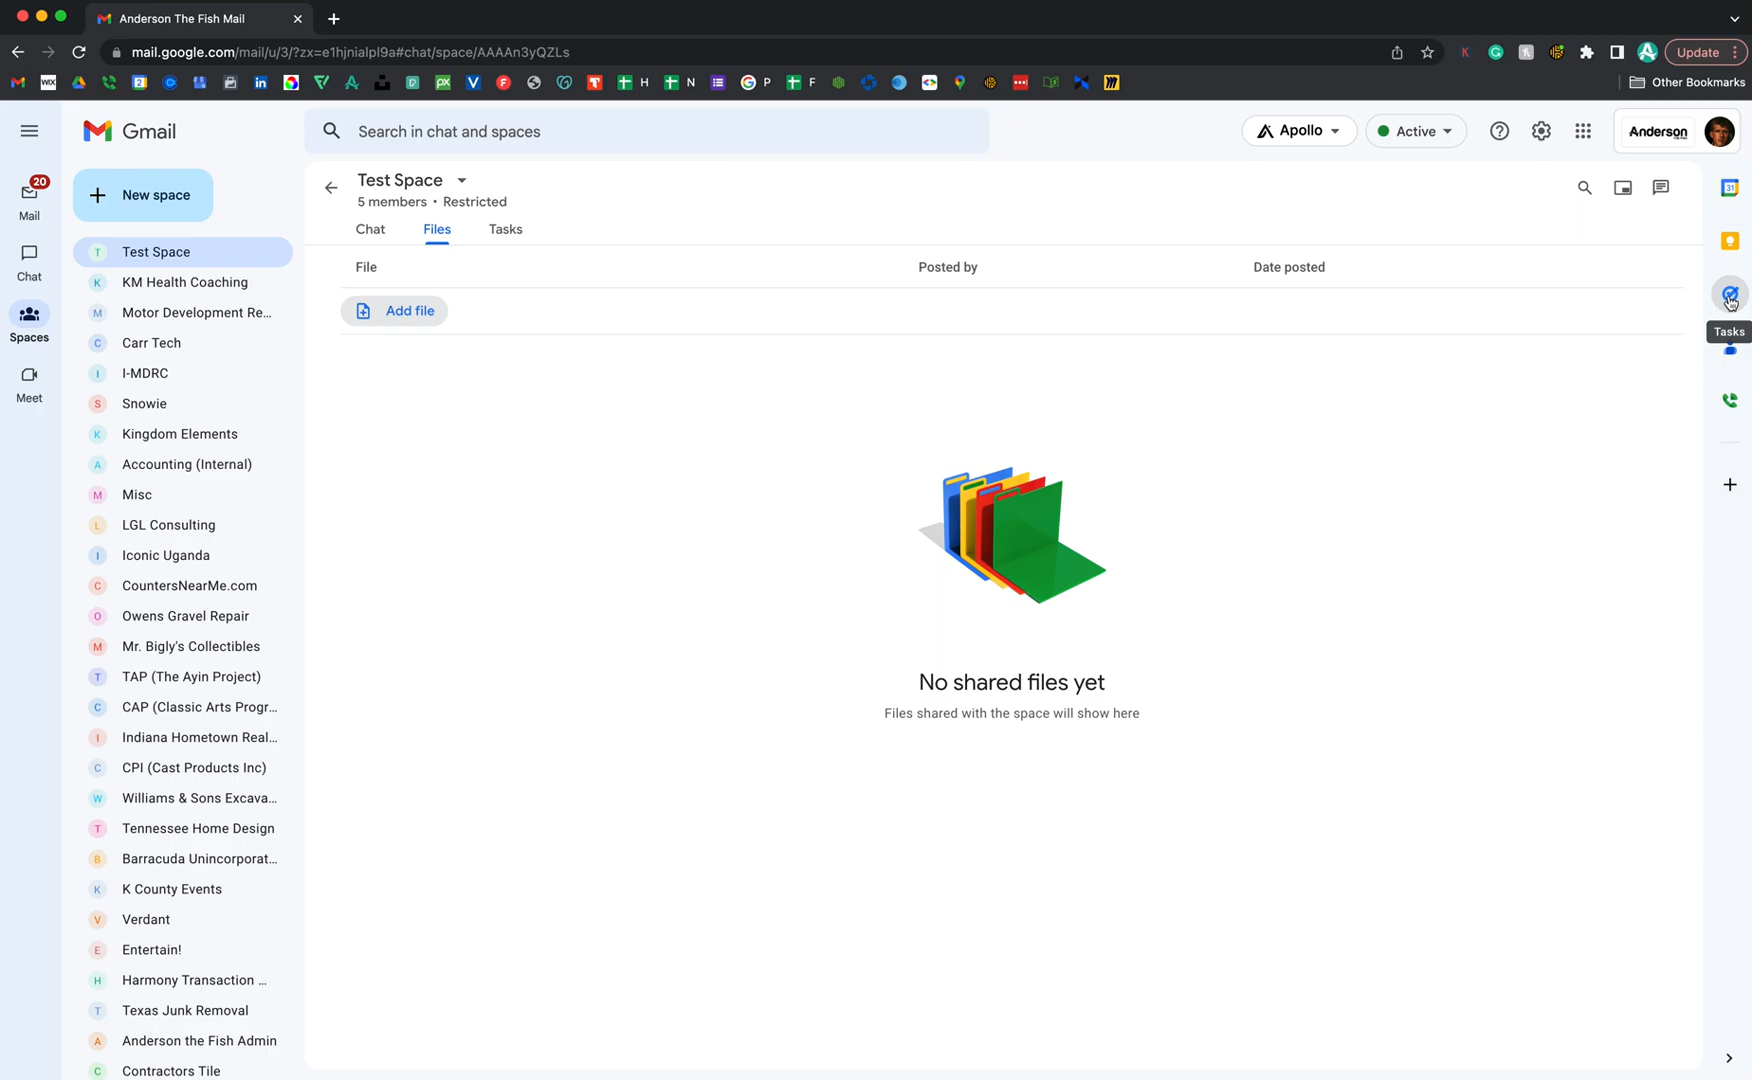 Anderson The Fish Mail
mail.google.com/mail/u/3/?zx=e1hjnialpl9a#chat/space/AAAAn3yQZLs
Update
WIX
H
N
P
F
Other Bookmarks
Gmail
Search in chat and spaces
Apollo
Active
Anderson
20
Mail
Chat
Spaces
Meet
New space
T Test Space
K KM Health Coaching
M Motor Development Re...
C Carr Tech
I I-MDRC
S Snowie
K Kingdom Elements
A Accounting (Internal)
M Misc
L LGL Consulting
I Iconic Uganda
C CountersNearMe.com
O Owens Gravel Repair
M Mr. Bigly's Collectibles
T TAP (The Ayin Project)
C CAP (Classic Arts Progr...
I Indiana Hometown Real...
C CPI (Cast Products Inc)
W Williams & Sons Excava...
T Tennessee Home Design
B Barracuda Unincorporat...
K K County Events
V Verdant
E Entertain!
H Harmony Transaction ...
T Texas Junk Removal
A Anderson the Fish Admin
C Contractors Tile
Test Space
5 members • Restricted
Chat Files Tasks
File Posted by Date posted
Add file
No shared files yet
Files shared with the space will show here
31
Tasks